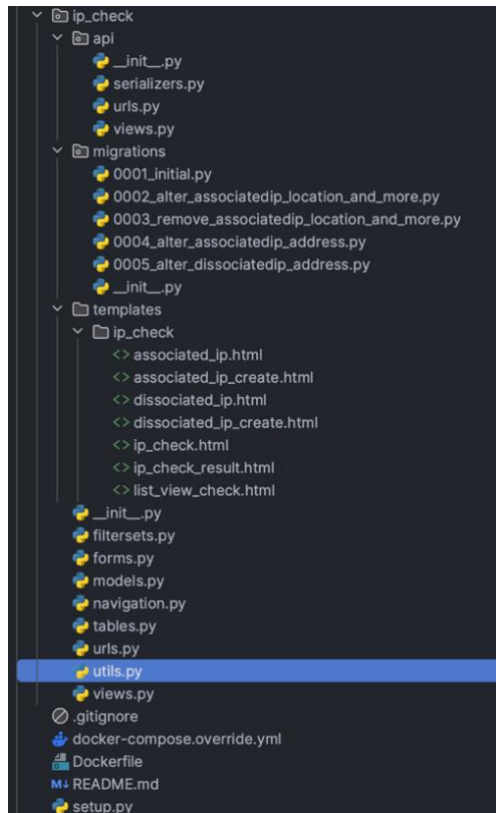 ip_check
api
__init__.py
serializers.py
urls.py
views.py
migrations
0001_initial.py
0002_alter_associatedip_location_and_more.py
0003_remove_associatedip_location_and_more.py
0004_alter_associatedip_address.py
0005_alter_dissociatedip_address.py
__init__.py
templates
ip_check
<> associated_ip.html
<> associated_ip_create.html
<> dissociated_ip.html
<> dissociated_ip_create.html
<> ip_check.html
<> ip_check_result.html
<> list_view_check.html
__init__.py
filtersets.py
forms.py
models.py
navigation.py
tables.py
urls.py
utils.py
views.py
.gitignore
docker-compose.override.yml
Dockerfile
M↓ README.md
setup.py